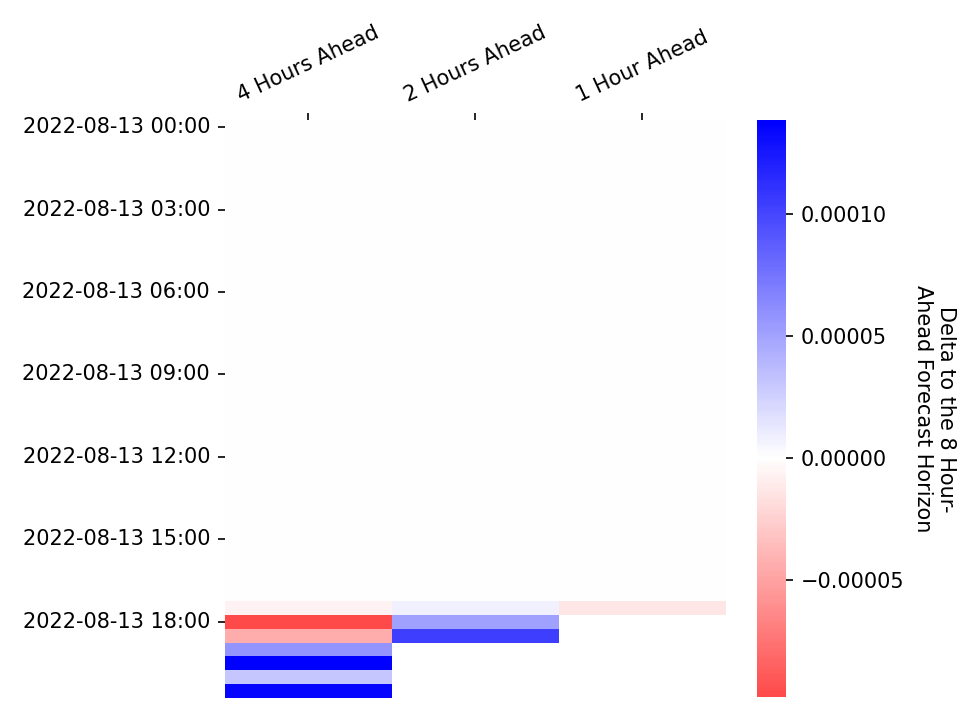 4 Hours Ahead
2 Hours Ahead
1 Hour Ahead
2022-08-13 00:00
2022-08-13 03:00
2022-08-13 06:00
2022-08-13 09:00
2022-08-13 12:00
2022-08-13 15:00
2022-08-13 18:00
0.00010
0.00005
0.00000
−0.00005
Delta to the 8 Hour-
Ahead Forecast Horizon